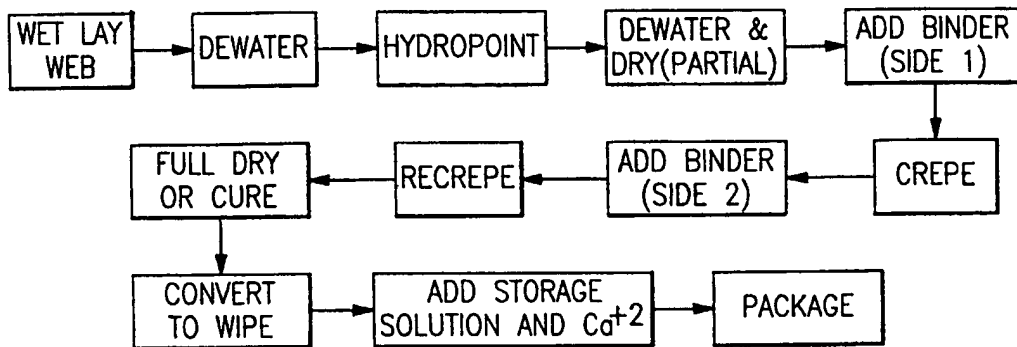 WET LAY
WEB
DEWATER
HYDROPOINT
DEWATER &
DRY(PARTIAL)
ADD BINDER
(SIDE 1)
CREPE
ADD BINDER
(SIDE 2)
RECREPE
FULL DRY
OR CURE
CONVERT
TO WIPE
ADD STORAGE
SOLUTION AND Ca+2
PACKAGE